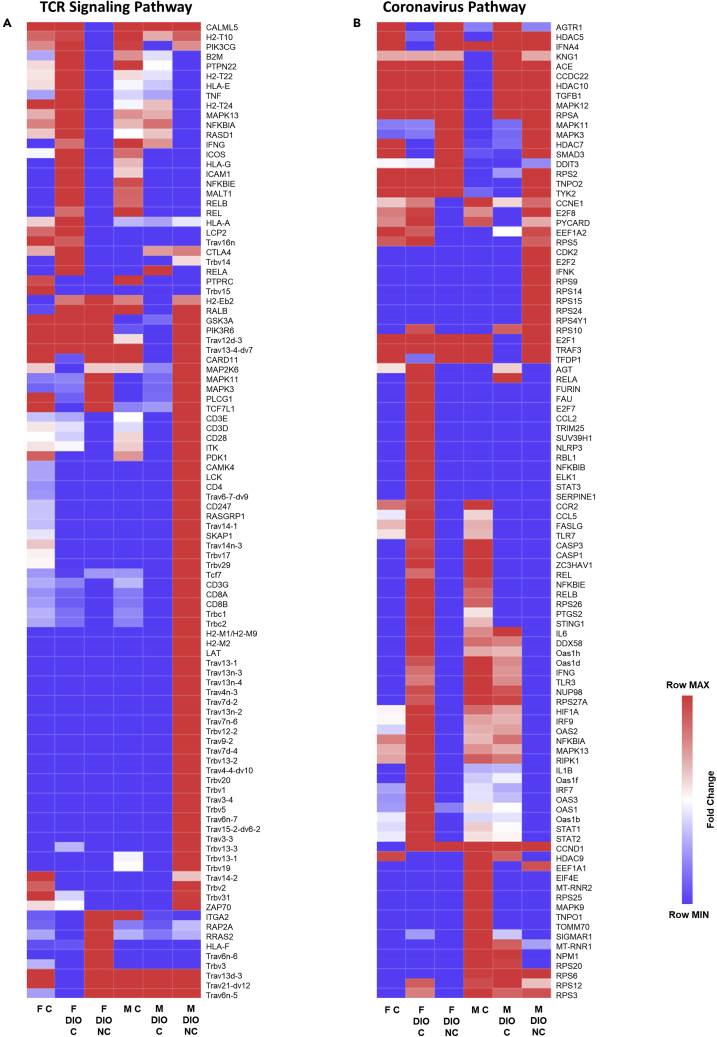 TCR Signaling Pathway
Coronavirus Pathway
A
CALML5
H2-T10
PIK3CG
B2M
PTPN22
H2-T22
HLA-E
TNF
H2-T24
MAPK13
NFKBIA
RASD1
IFNG
ICOS
HLA-G
ICAM1
NFKBIE
MALT1
RELB
REL
HLA-A
LCP2
Trav16n
CTLA4
Trbv14
RELA
PTPRC
Trbv15
H2-Eb2
RALB
GSK3A
PIK3R6
Trav12d-3
Trav13-4-dv7
CARD11
MAP2K6
MAPK11
MAPK3
PLCG1
TCF7L1
CD3E
CD3D
CD28
ITK
PDK1
CAMK4
LCK
CD4
Trav6-7-dv9
CD247
RASGRP1
Trav14-1
SKAP1
Trav14n-3
Trbv17
Trbv29
Tcf7
CD3G
CD8A
CD8B
Trbc1
Trbc2
H2-M1/H2-M9
H2-M2
LAT
Trav13-1
Trav13n-3
Trav13n-4
Trav4n-3
Trav7d-2
Trav13n-2
Trav7n-6
Trbv12-2
Trav9-2
Trav7d-4
Trbv13-2
Trav4-4-dv10
Trbv20
Trbv1
Trav3-4
Trbv5
Trav6n-7
Trav15-2-dv6-2
Trav3-3
Trbv13-3
Trbv13-1
Trbv19
Trav14-2
Trbv2
Trbv31
ZAP70
ITGA2
RAP2A
RRAS2
HLA-F
Trav6n-6
Trbv3
Trav13d-3
Trav21-dv12
Trav6n-5
F C
F DIO C
F DIO NC
M C
M DIO C
M DIO NC
B
AGTR1
HDAC5
IFNA4
KNG1
ACE
CCDC22
HDAC10
TGFB1
MAPK12
RPSA
MAPK11
MAPK3
HDAC7
SMAD3
DDIT3
RPS2
TNPO2
TYK2
CCNE1
E2F8
PYCARD
EEF1A2
RPS5
CDK2
E2F2
IFNK
RPS9
RPS14
RPS15
RPS24
RPS4Y1
RPS10
E2F1
TRAF3
TFDP1
AGT
RELA
FURIN
FAU
E2F7
CCL2
TRIM25
SUV39H1
NLRP3
RBL1
NFKBIB
ELK1
STAT3
SERPINE1
CCR2
CCL5
FASLG
TLR7
CASP3
CASP1
ZC3HAV1
REL
NFKBIE
RELB
RPS26
PTGS2
STING1
IL6
DDX58
Oas1h
Oas1d
IFNG
TLR3
NUP98
RPS27A
HIF1A
IRF9
OAS2
NFKBIA
MAPK13
RIPK1
IL1B
Oas1f
IRF7
OAS3
OAS1
Oas1b
STAT1
STAT2
CCND1
HDAC9
EEF1A1
EIF4E
MT-RNR2
RPS25
MAPK9
TNPO1
TOMM70
SIGMAR1
MT-RNR1
NPM1
RPS20
RPS6
RPS12
RPS3
F C
F DIO C
F DIO NC
M C
M DIO C
M DIO NC
Row MAX
Fold Change
Row MIN